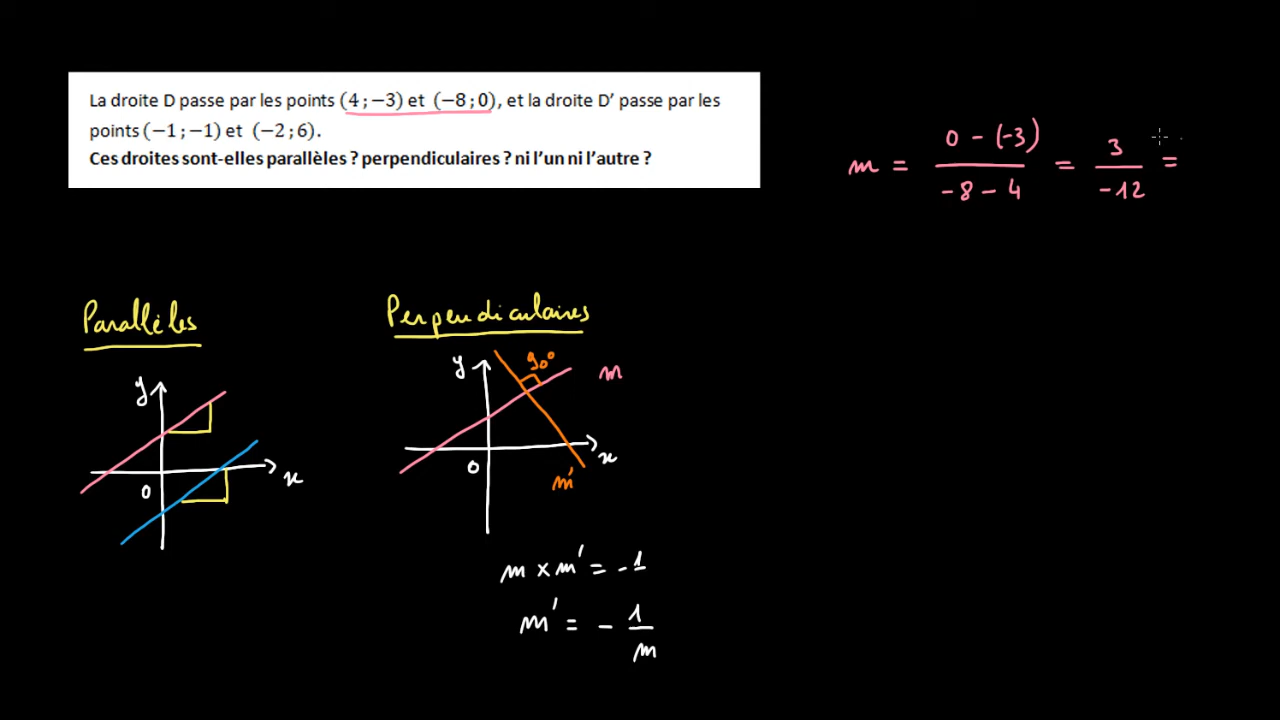 La droite D passe par les points (4 ; −3) et (−8 ; 0), et la droite D’ passe par les
points (−1 ; −1) et (−2 ; 6).
Ces droites sont-elles parallèles ? perpendiculaires ? ni l’un ni l’autre ?
m = 0 - (-3) / -8 - 4 = 3 / -12 =
Parallèles
y
0
x
Perpendiculaires
y
90°
m
0
x
m'
m x m' = -1
m' = - 1 / m